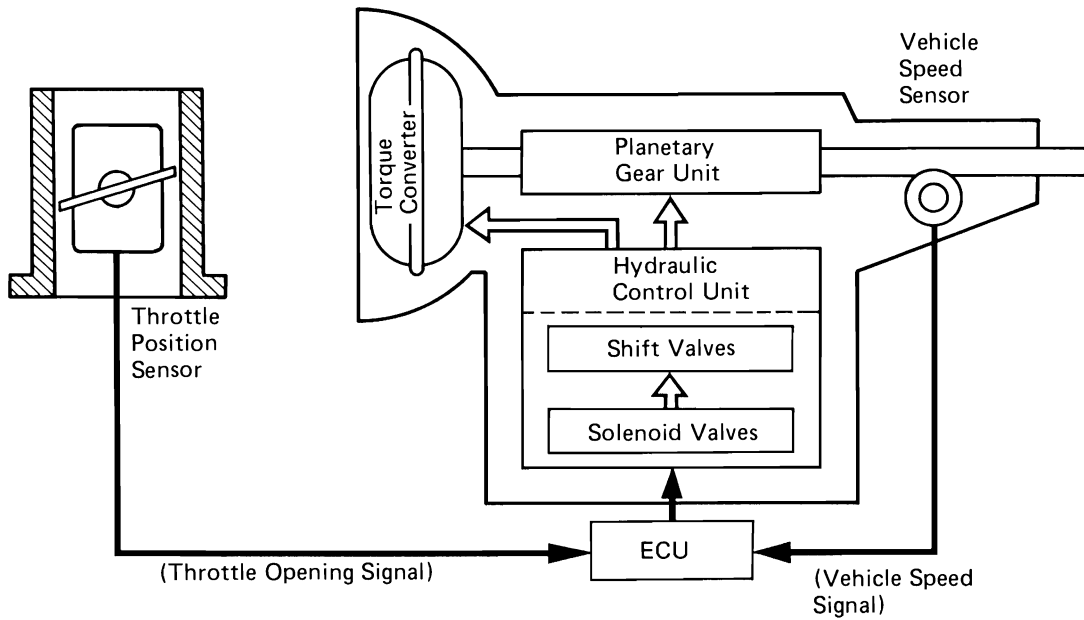 Vehicle
Speed
Sensor
Torque
Converter
Planetary
Gear Unit
Hydraulic
Control Unit
Throttle
Position
Sensor
Shift Valves
Solenoid Valves
ECU
(Throttle Opening Signal)
(Vehicle Speed
Signal)